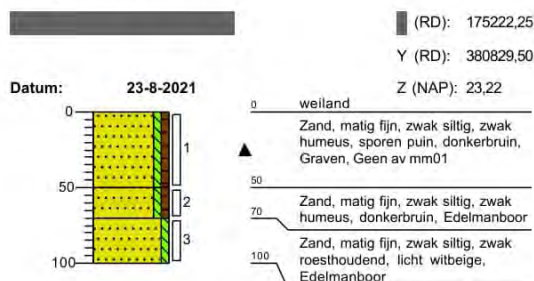 (RD): 175222,25
Y (RD): 380829,50
Datum: 23-8-2021 Z (NAP): 23,22
0
0 weiland
Zand, matig fijn, zwak siltig, zwak
humeus, sporen puin, donkerbruin,
Graven, Geen av mm01
1
50
50
Zand, matig fijn, zwak siltig, zwak
humeus, donkerbruin, Edelmanboor
2
70
Zand, matig fijn, zwak siltig, zwak
roesthoudend, licht witbeige,
Edelmanboor
3
100
100